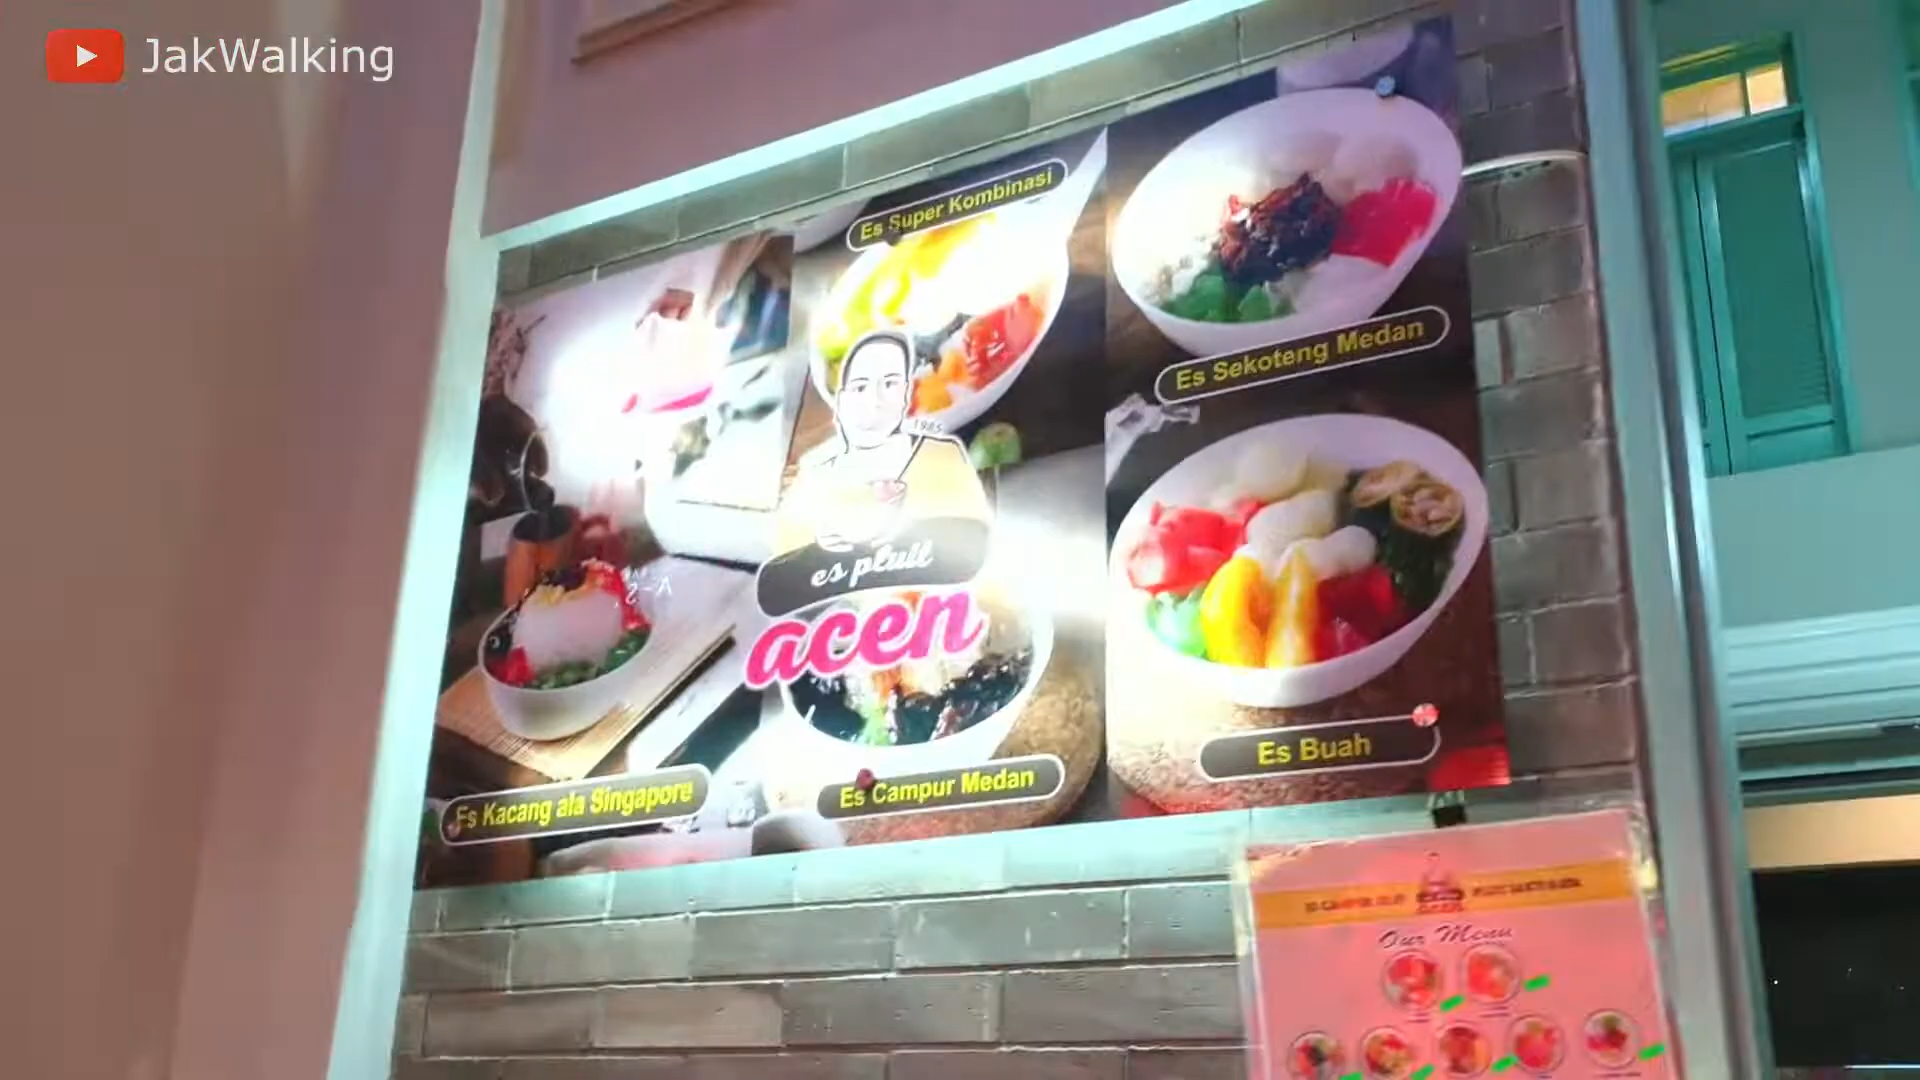 JakWalking
Es Super Kombinasi
Es Sekoteng Medan
1985
es pluit
acen
Es Kacang ala Singapore
Es Campur Medan
Es Buah
Our Menu